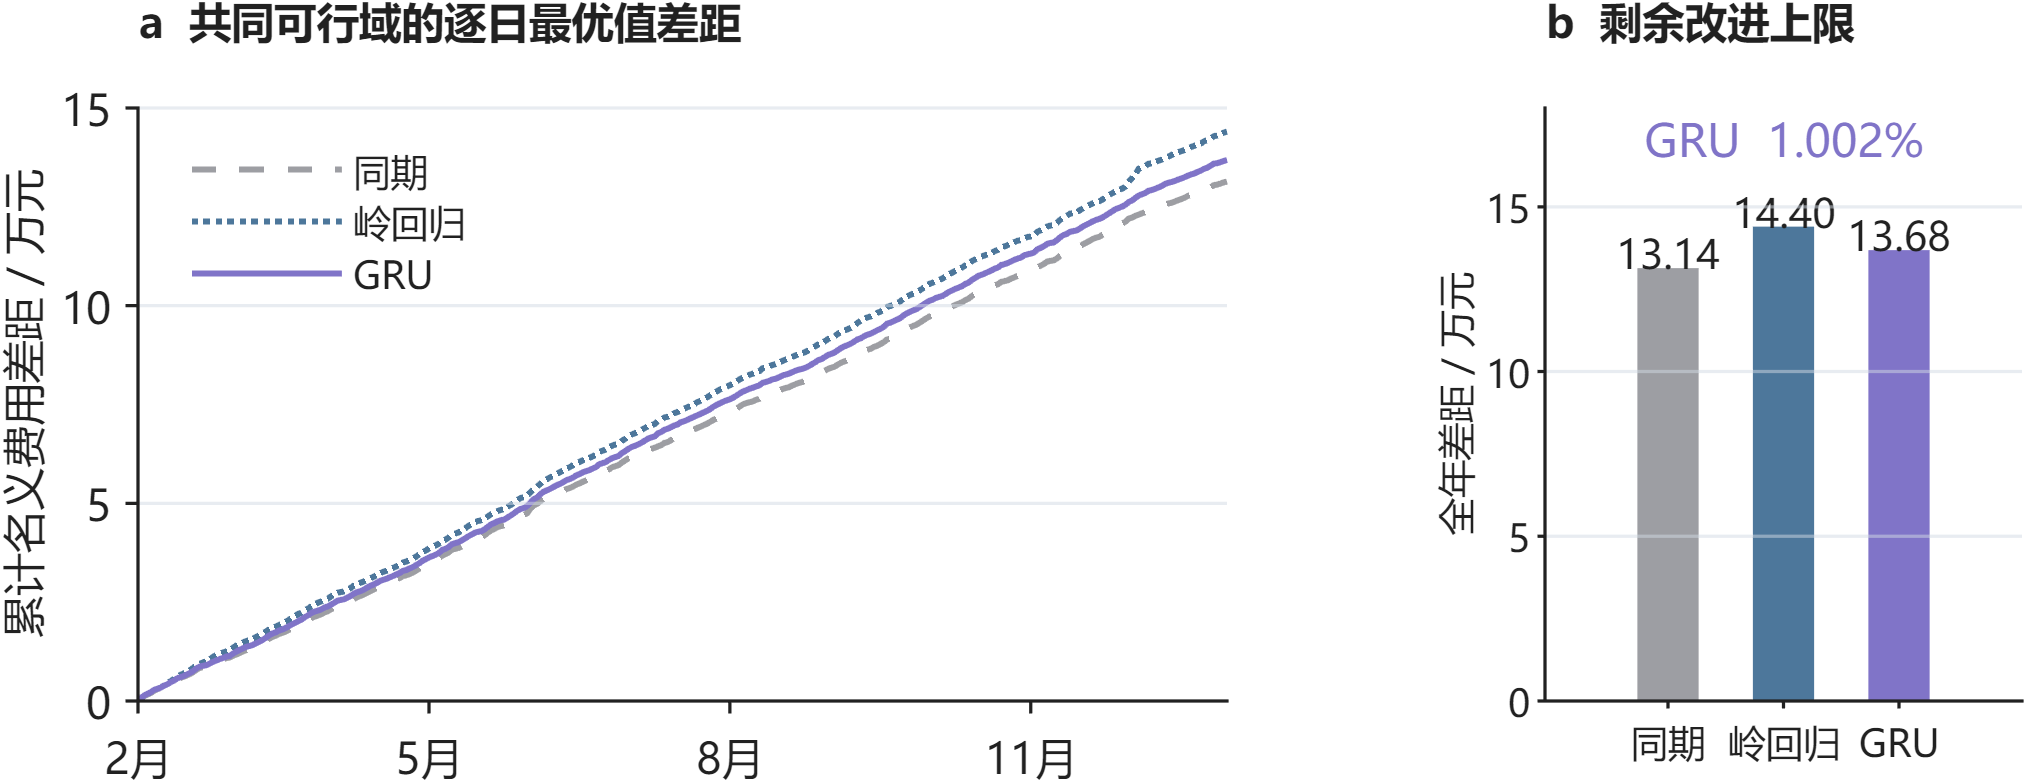 a 共同可行域的逐日最优值差距
累计名义费用差距 / 万元
15
10
5
0
同期
岭回归
GRU
2月
5月
8月
11月
b 剩余改进上限
全年差距 / 万元
GRU 1.002%
15
10
5
0
13.14
14.40
13.68
同期
岭回归
GRU